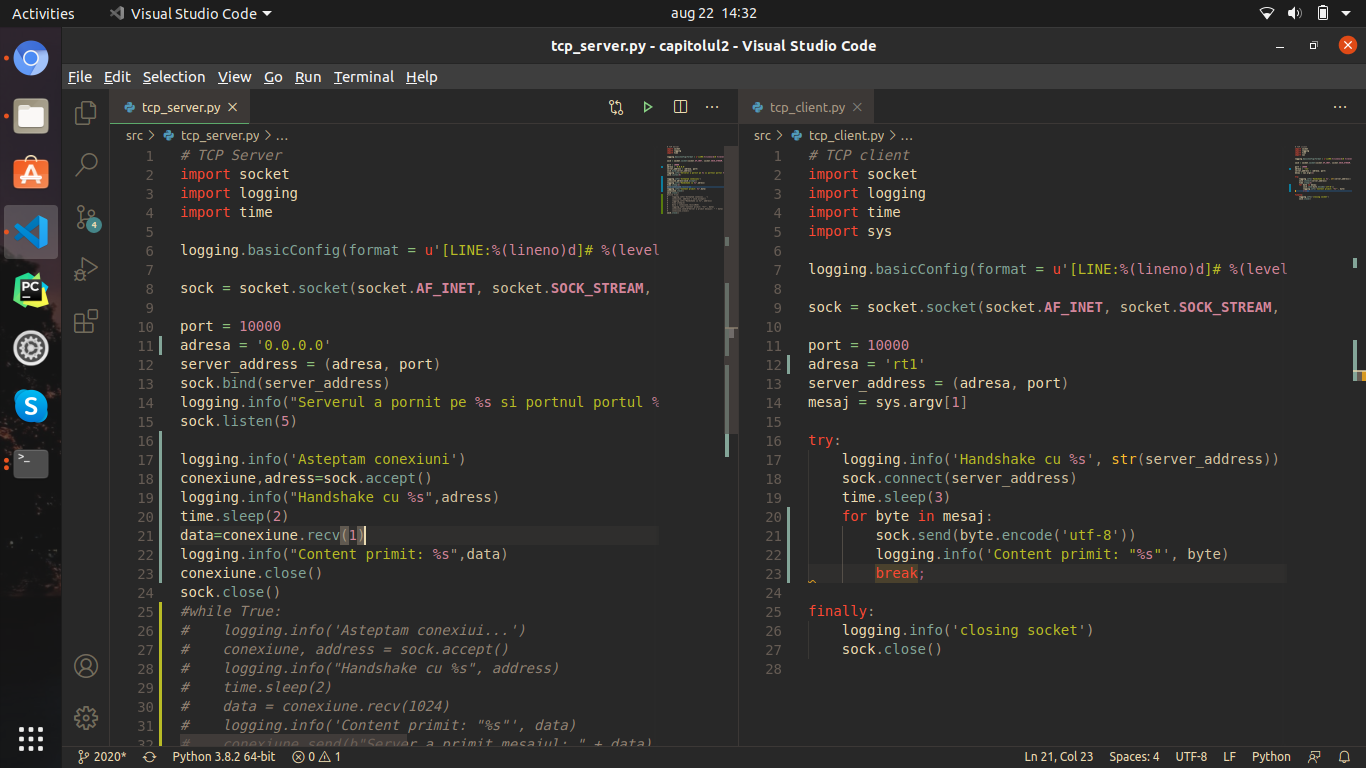 Activities
Visual Studio Code
aug 22 14:32
tcp_server.py - capitolul2 - Visual Studio Code
File Edit Selection View Go Run Terminal Help
tcp_server.py
src > tcp_server.py > ...
1 # TCP Server
2 import socket
3 import logging
4 import time
5
6 logging.basicConfig(format = u'[LINE:%(lineno)d]# %(level
7
8 sock = socket.socket(socket.AF_INET, socket.SOCK_STREAM,
9
10 port = 10000
11 adresa = '0.0.0.0'
12 server_address = (adresa, port)
13 sock.bind(server_address)
14 logging.info("Serverul a pornit pe %s si portnul portul %
15 sock.listen(5)
16
17 logging.info('Asteptam conexiuni')
18 conexiune,adress=sock.accept()
19 logging.info("Handshake cu %s",adress)
20 time.sleep(2)
21 data=conexiune.recv(1)
22 logging.info("Content primit: %s",data)
23 conexiune.close()
24 sock.close()
25 #while True:
26 #    logging.info('Asteptam conexiui...')
27 #    conexiune, address = sock.accept()
28 #    logging.info("Handshake cu %s", address)
29 #    time.sleep(2)
30 #    data = conexiune.recv(1024)
31 #    logging.info('Content primit: "%s"', data)
32 #    conexiune.send(b"Server a primit mesajul: " + data)
tcp_client.py
src > tcp_client.py > ...
1 # TCP client
2 import socket
3 import logging
4 import time
5 import sys
6
7 logging.basicConfig(format = u'[LINE:%(lineno)d]# %(level
8
9 sock = socket.socket(socket.AF_INET, socket.SOCK_STREAM,
10
11 port = 10000
12 adresa = 'rt1'
13 server_address = (adresa, port)
14 mesaj = sys.argv[1]
15
16 try:
17     logging.info('Handshake cu %s', str(server_address))
18     sock.connect(server_address)
19     time.sleep(3)
20     for byte in mesaj:
21         sock.send(byte.encode('utf-8'))
22         logging.info('Content primit: "%s"', byte)
23         break;
24
25 finally:
26     logging.info('closing socket')
27     sock.close()
28
4
PC
S
>_
2020*
Python 3.8.2 64-bit
0
1
Ln 21, Col 23
Spaces: 4
UTF-8
LF
Python